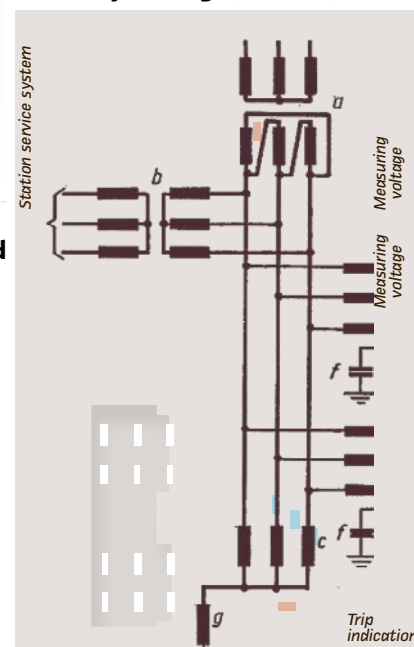 Station service system
a
Measuring
voltage
b
Measuring
voltage
f
f
c
g
Trip
indication